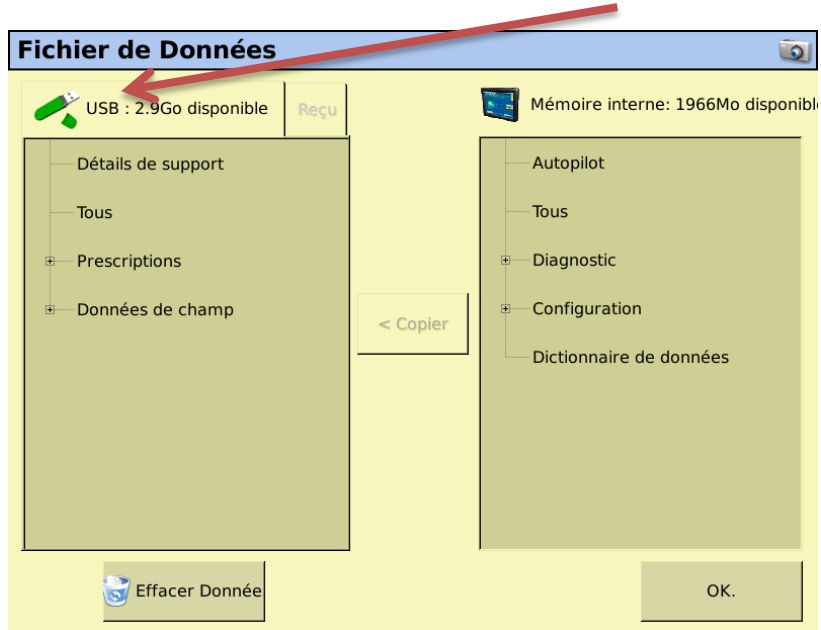 Fichier de Données
USB : 2.9Go disponible
Reçu
Détails de support
Tous
Prescriptions
Données de champ
< Copier
Mémoire interne: 1966Mo disponibl
Autopilot
Tous
Diagnostic
Configuration
Dictionnaire de données
Effacer Donnée
OK.